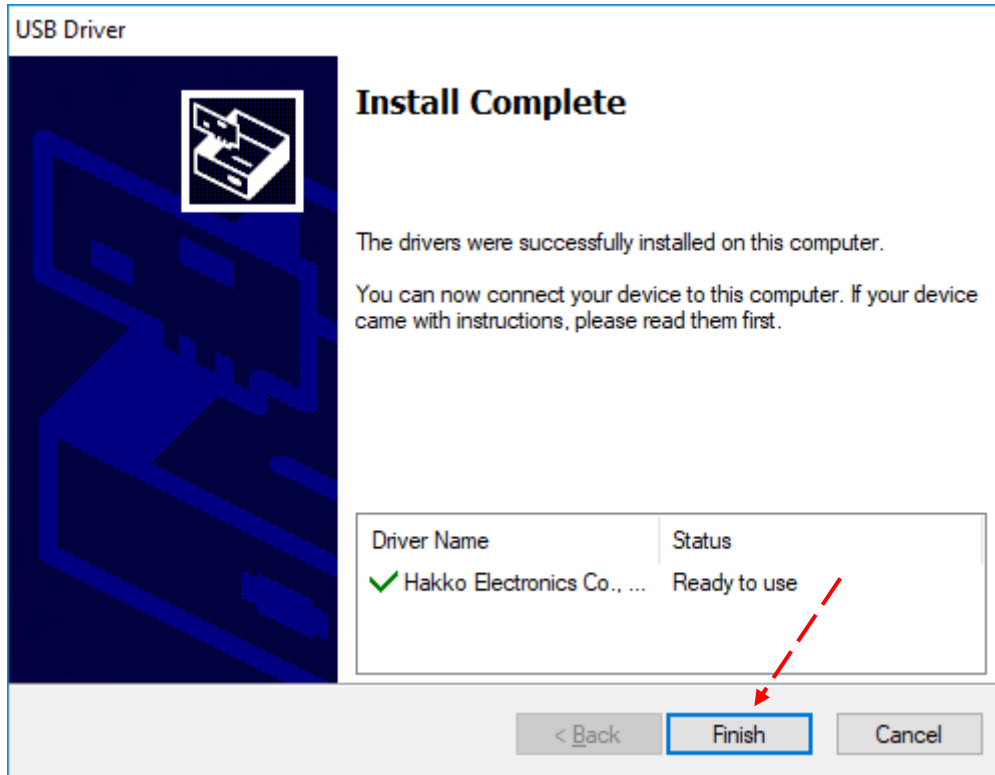 USB Driver
Install Complete
The drivers were successfully installed on this computer.
You can now connect your device to this computer. If your device
came with instructions, please read them first.
Driver Name Status
Hakko Electronics Co., ... Ready to use
< Back Finish Cancel